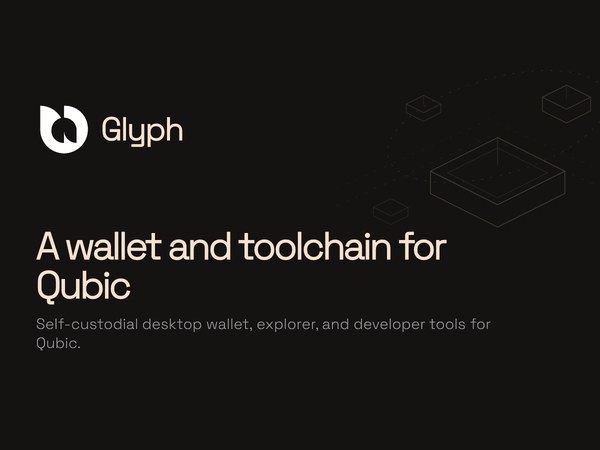 Glyph
A wallet and toolchain for
Qubic
Self-custodial desktop wallet, explorer, and developer tools for
Qubic.